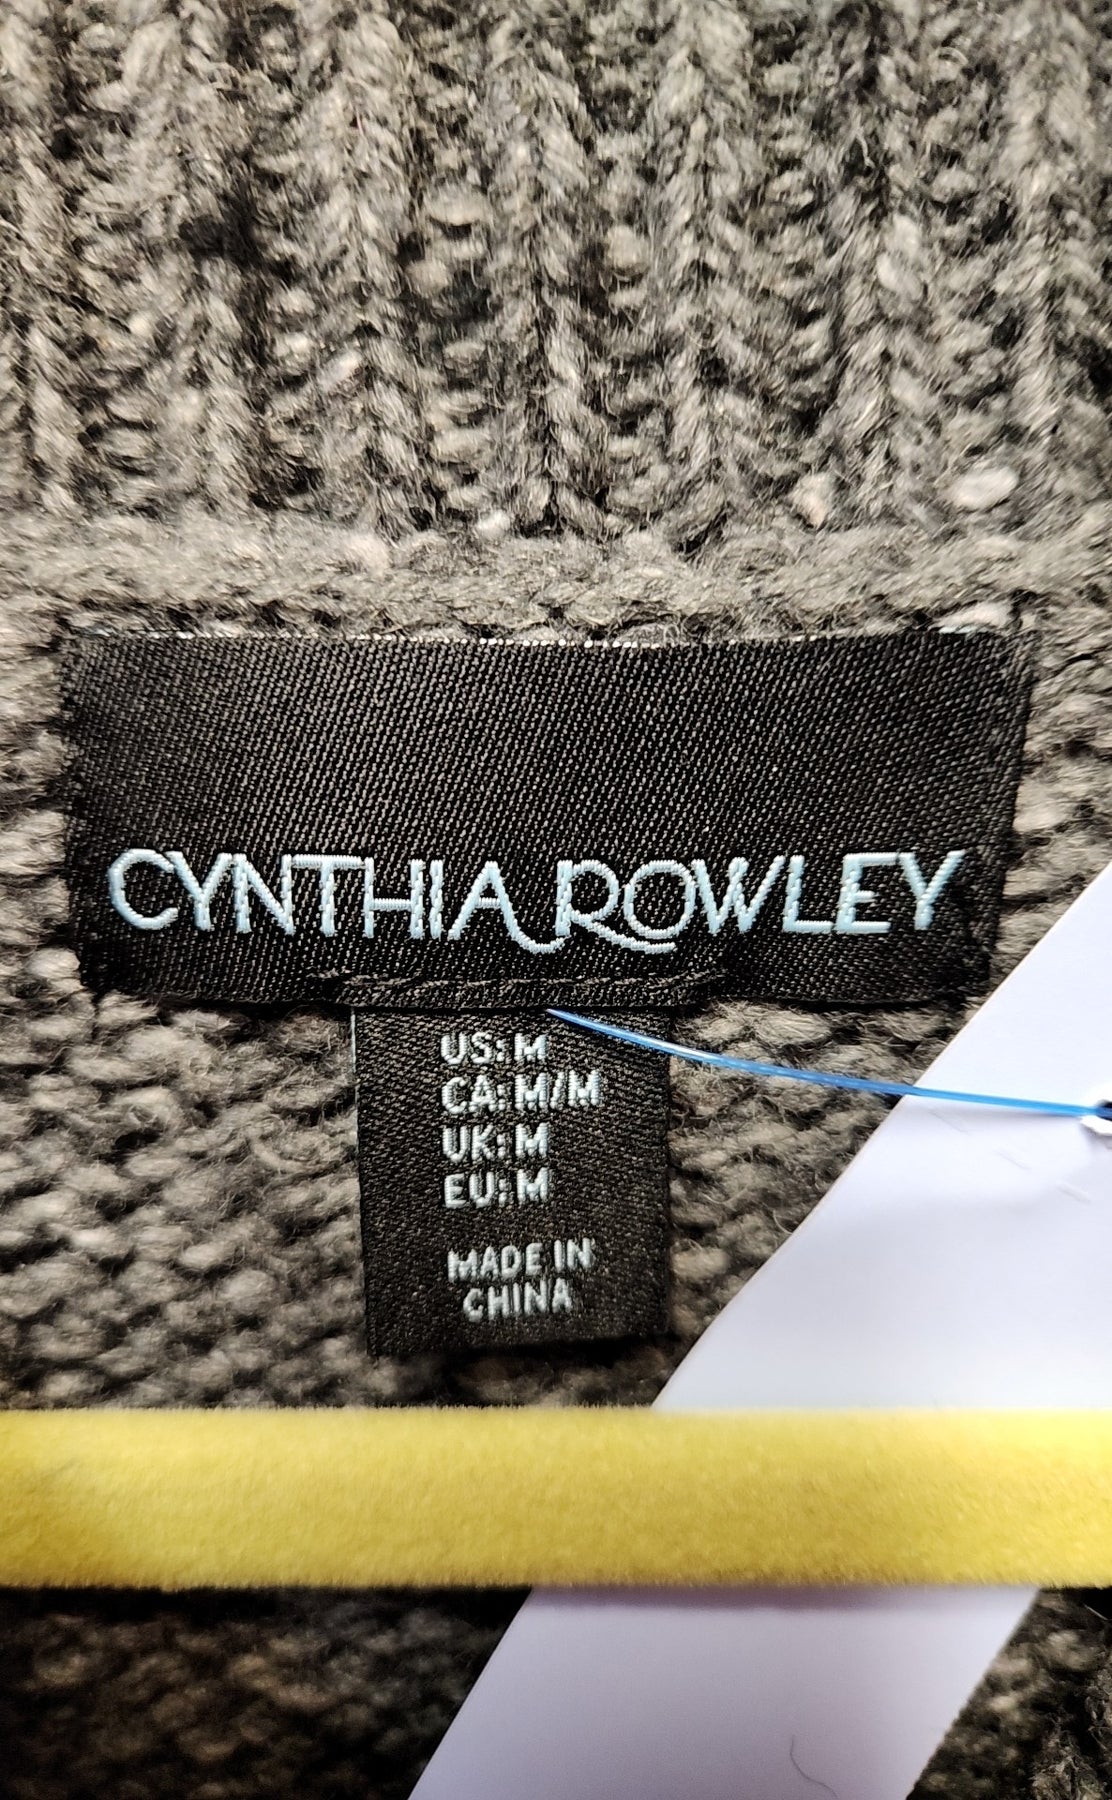 CYNTHIA ROWLEY
US: M
CA: M/M
UK: M
EU: M
MADE IN
CHINA